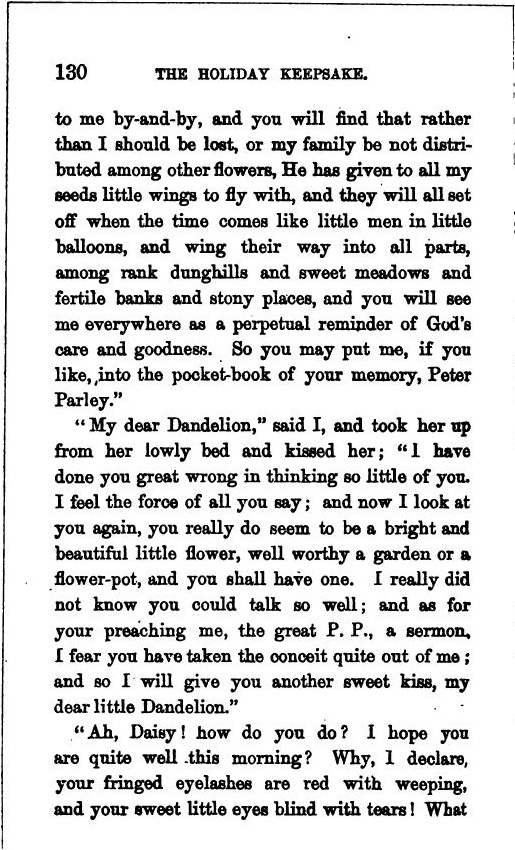 130 THE HOLIDAY KEEPSAKE.
to me by-and-by, and you will find that rather
than I should be lost, or my family be not distri-
buted among other flowers, He has given to all my
seeds little wings to fly with, and they will all set
off when the time comes like little men in little
balloons, and wing their way into all parts,
among rank dunghills and sweet meadows and
fertile banks and stony places, and you will see
me everywhere as a perpetual reminder of God's
care and goodness. So you may put me, if you
like, into the pocket-book of your memory, Peter
Parley."
"My dear Dandelion," said I, and took her up
from her lowly bed and kissed her; "I have
done you great wrong in thinking so little of you.
I feel the force of all you say; and now I look at
you again, you really do seem to be a bright and
beautiful little flower, well worthy a garden or a
flower-pot, and you shall have one. I really did
not know you could talk so well; and as for
your preaching me, the great P. P., a sermon,
I fear you have taken the conceit quite out of me;
and so I will give you another sweet kiss, my
dear little Dandelion."
"Ah, Daisy! how do you do? I hope you
are quite well this morning? Why, I declare,
your fringed eyelashes are red with weeping,
and your sweet little eyes blind with tears! What